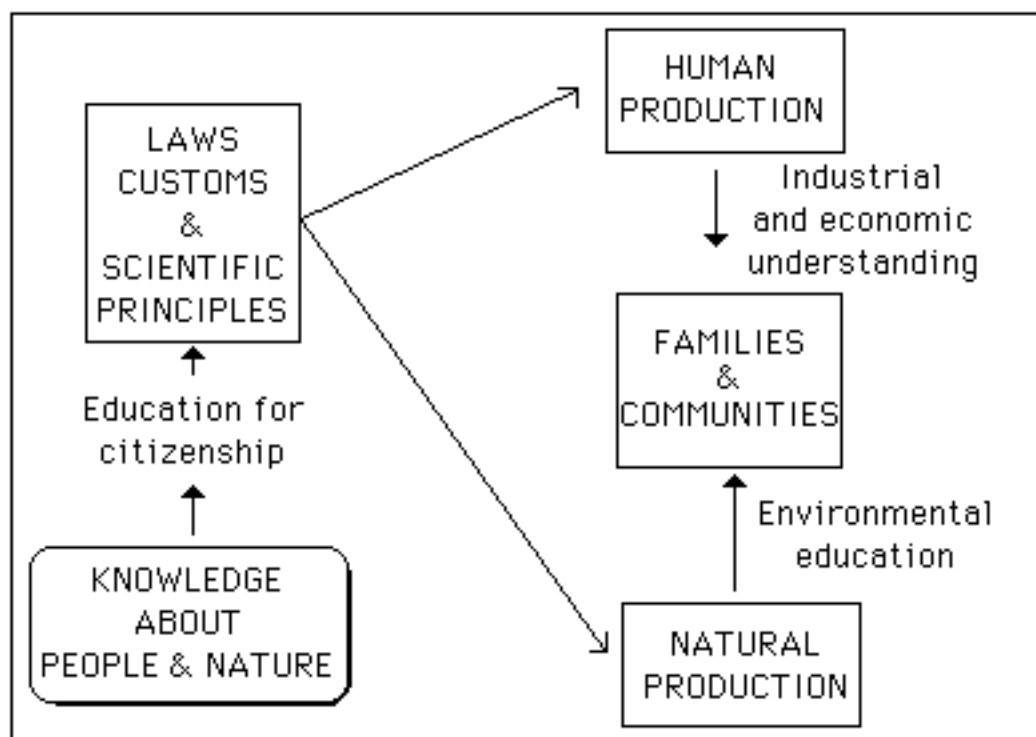 LAWS
CUSTOMS
&
SCIENTIFIC
PRINCIPLES
Education for
citizenship
KNOWLEDGE
ABOUT
PEOPLE & NATURE
HUMAN
PRODUCTION
Industrial
and economic
understanding
FAMILIES
&
COMMUNITIES
Environmental
education
NATURAL
PRODUCTION